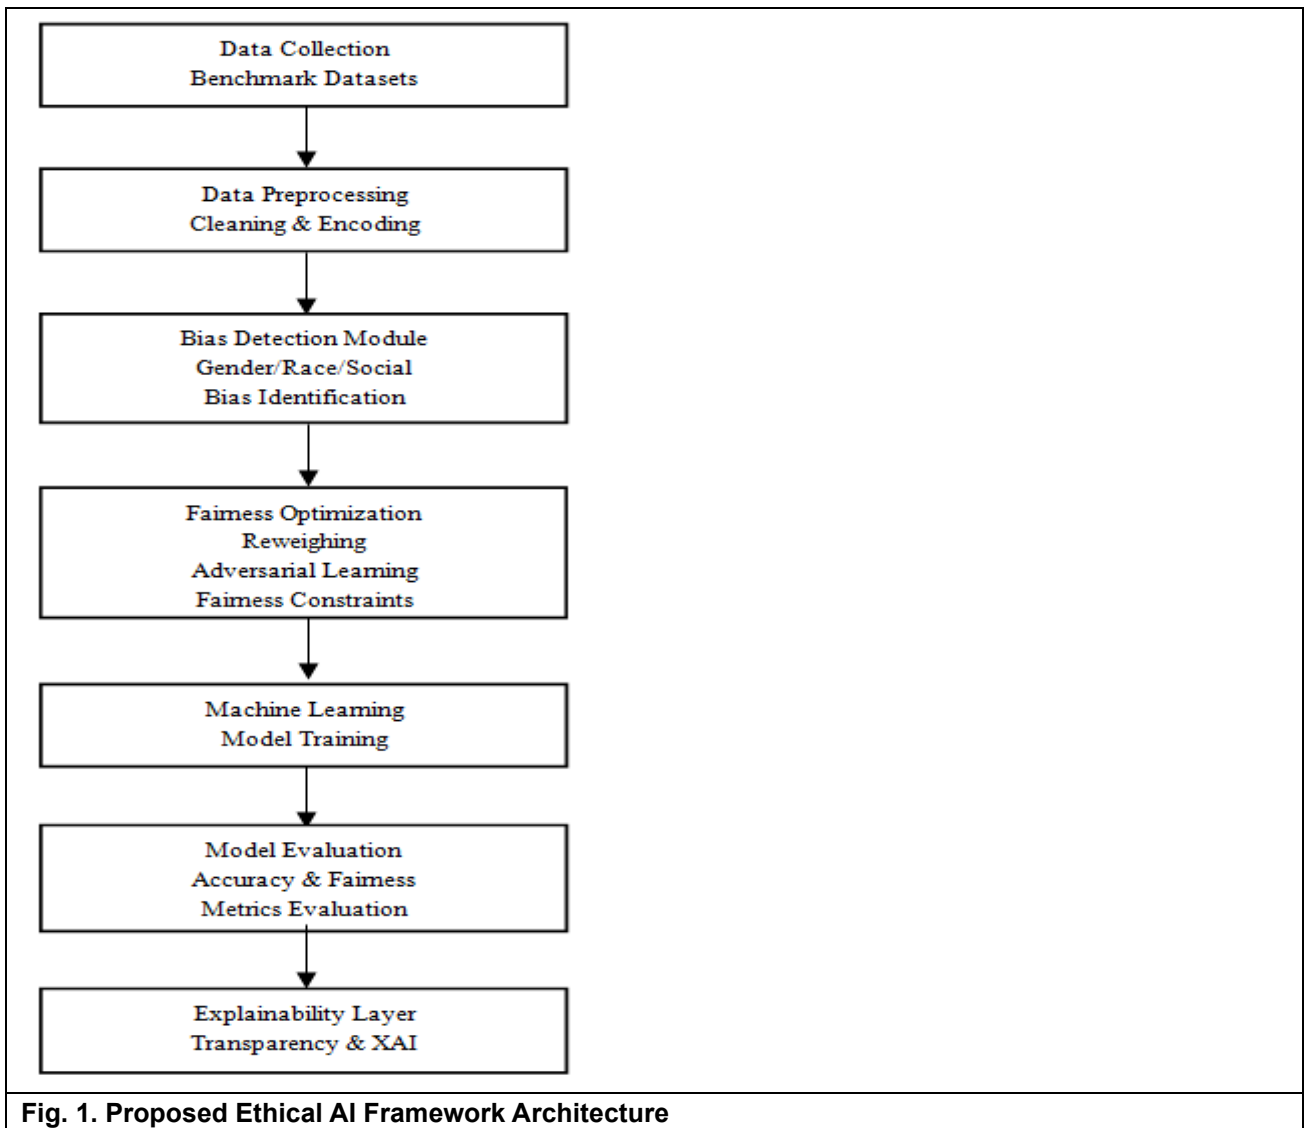 Data Collection
Benchmark Datasets
Data Preprocessing
Cleaning & Encoding
Bias Detection Module
Gender/Race/Social
Bias Identification
Fairness Optimization
Reweighing
Adversarial Learning
Fairness Constraints
Machine Learning
Model Training
Model Evaluation
Accuracy & Fairness
Metrics Evaluation
Explainability Layer
Transparency & XAI
Fig. 1. Proposed Ethical AI Framework Architecture